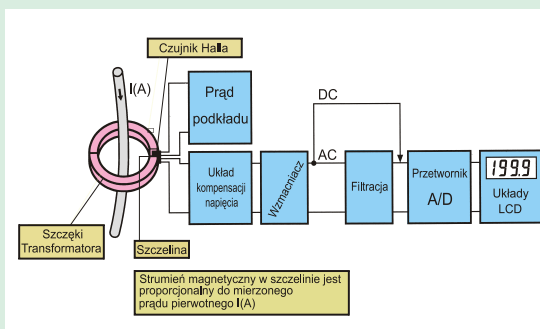 Czujnik Halla
I(A)
Prąd
podkładu
DC
AC
Układ
kompensacji
napięcia
Wzmacniacz
Filtracja
Przetwornik
A/D
199.9
Układy
LCD
Szczęki
Transformatora
Szczelina
Strumień magnetyczny w szczelinie jest
proporcjonalny do mierzonego
prądu pierwotnego I(A)